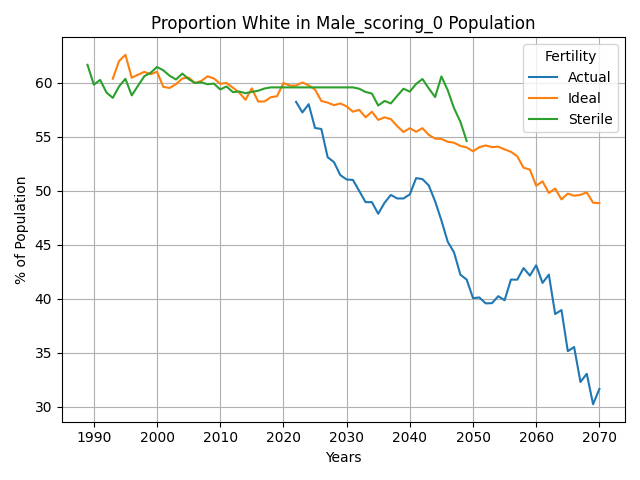 Proportion White in Male_scoring_0 Population
Fertility
Actual
Ideal
Sterile
% of Population
60
55
50
45
40
35
30
1990
2000
2010
2020
2030
2040
2050
2060
2070
Years